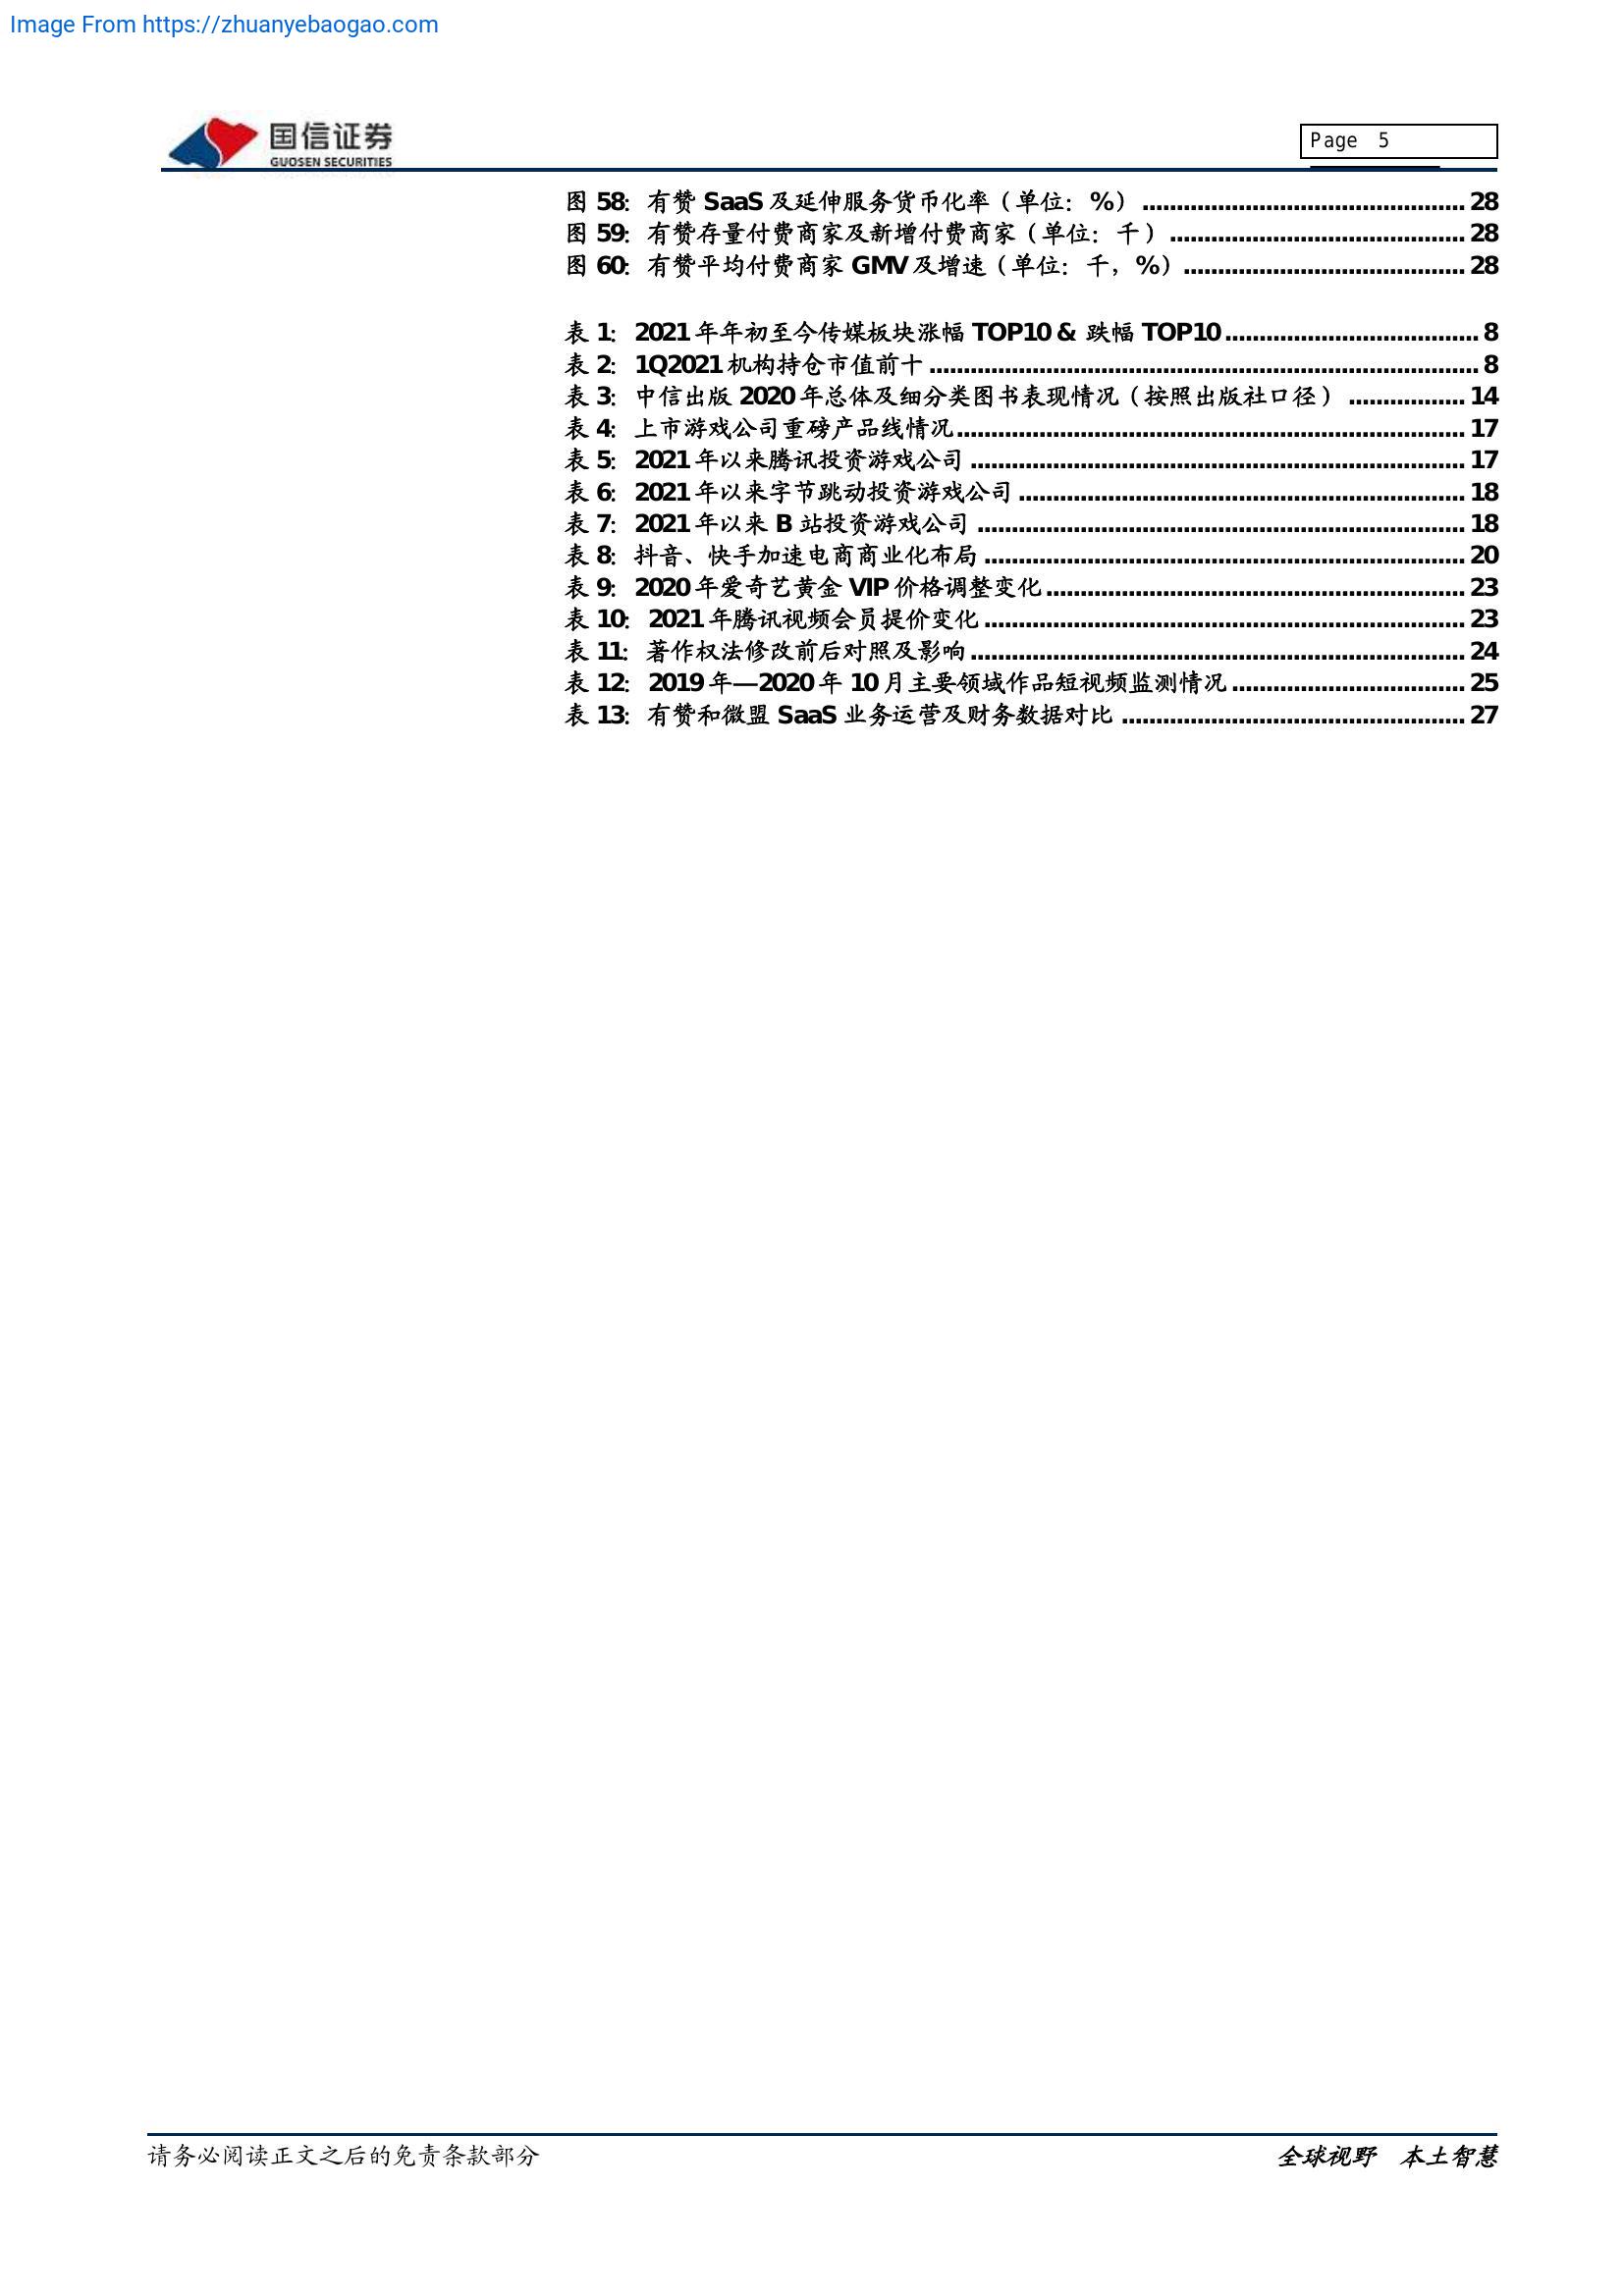 Image From https://zhuanyebaogao.com
国信证券
GUOSEN SECURITIES
Page 5
图 58：有赞 SaaS 及延伸服务货币化率（单位：%）............................................... 28
图 59：有赞存量付费商家及新增付费商家（单位：千）........................................... 28
图 60：有赞平均付费商家 GMV 及增速（单位：千，%）......................................... 28
表 1：2021 年年初至今传媒板块涨幅 TOP10 & 跌幅 TOP10..................................... 8
表 2：1Q2021 机构持仓市值前十................................................................................ 8
表 3：中信出版 2020 年总体及细分类图书表现情况（按照出版社口径）................. 14
表 4：上市游戏公司重磅产品线情况.......................................................................... 17
表 5：2021 年以来腾讯投资游戏公司........................................................................ 17
表 6：2021 年以来字节跳动投资游戏公司................................................................. 18
表 7：2021 年以来 B 站投资游戏公司....................................................................... 18
表 8：抖音、快手加速电商商业化布局...................................................................... 20
表 9：2020 年爱奇艺黄金 VIP 价格调整变化............................................................. 23
表 10：2021 年腾讯视频会员提价变化...................................................................... 23
表 11：著作权法修改前后对照及影响........................................................................ 24
表 12：2019 年—2020 年 10 月主要领域作品短视频监测情况.................................. 25
表 13：有赞和微盟 SaaS 业务运营及财务数据对比.................................................. 27
请务必阅读正文之后的免责条款部分
全球视野 本土智慧